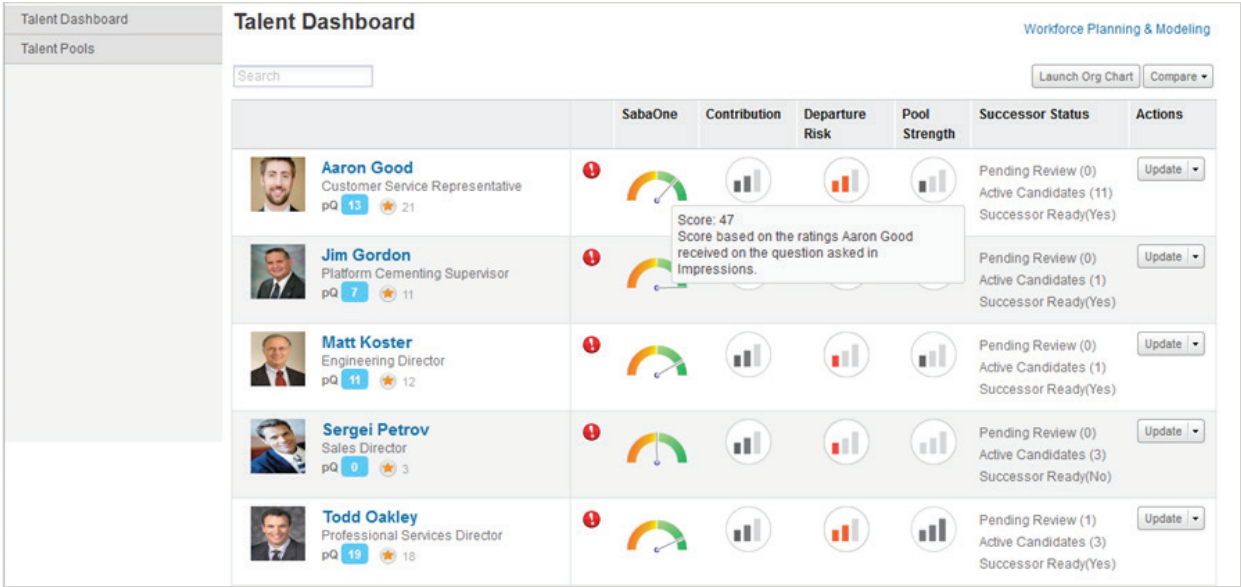 Talent Dashboard
Talent Pools
Talent Dashboard
Workforce Planning & Modeling
Search
Launch Org Chart
Compare
SabaOne
Contribution
Departure
Risk
Pool
Strength
Successor Status
Actions
Aaron Good
Customer Service Representative
pQ 13 21
Pending Review (0)
Active Candidates (11)
Successor Ready(Yes)
Update
Score: 47
Score based on the ratings Aaron Good
received on the question asked in
Impressions.
Jim Gordon
Platform Cementing Supervisor
pQ 7 11
Pending Review (0)
Active Candidates (1)
Successor Ready(Yes)
Update
Matt Koster
Engineering Director
pQ 11 12
Pending Review (0)
Active Candidates (1)
Successor Ready(Yes)
Update
Sergei Petrov
Sales Director
pQ 0 3
Pending Review (0)
Active Candidates (3)
Successor Ready(No)
Update
Todd Oakley
Professional Services Director
pQ 19 18
Pending Review (1)
Active Candidates (3)
Successor Ready(Yes)
Update